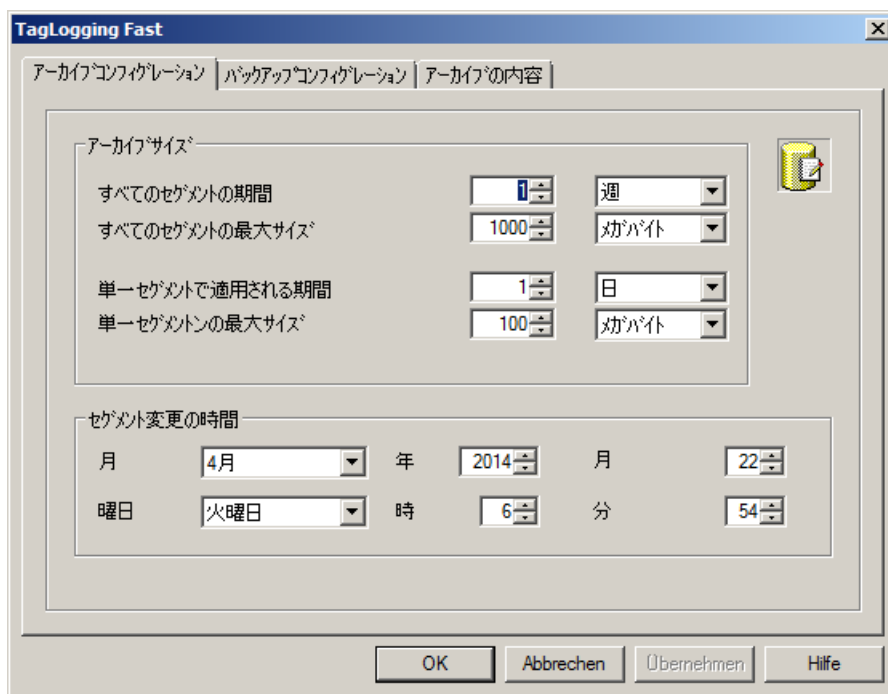 TagLogging Fast
アーカイブコンフィグレーション バックアップコンフィグレーション アーカイブの内容
アーカイブサイズ
すべてのセグメントの期間 1 週
すべてのセグメントの最大サイズ 1000 メガバイト
単一セグメントで適用される期間 1 日
単一セグメントンの最大サイズ 100 メガバイト
セグメント変更の時間
月 4月 年 2014 月 22
曜日 火曜日 時 6 分 54
OK Abbrechen Übernehmen Hilfe